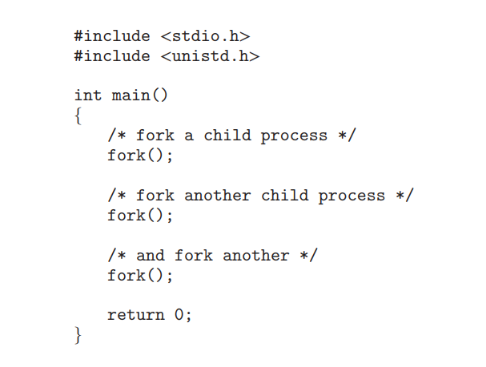 #include <stdio.h>
#include <unistd.h>
int main()
{
/* fork a child process */
fork();
/* fork another child process */
fork();
/* and fork another */
fork();
return 0;
}